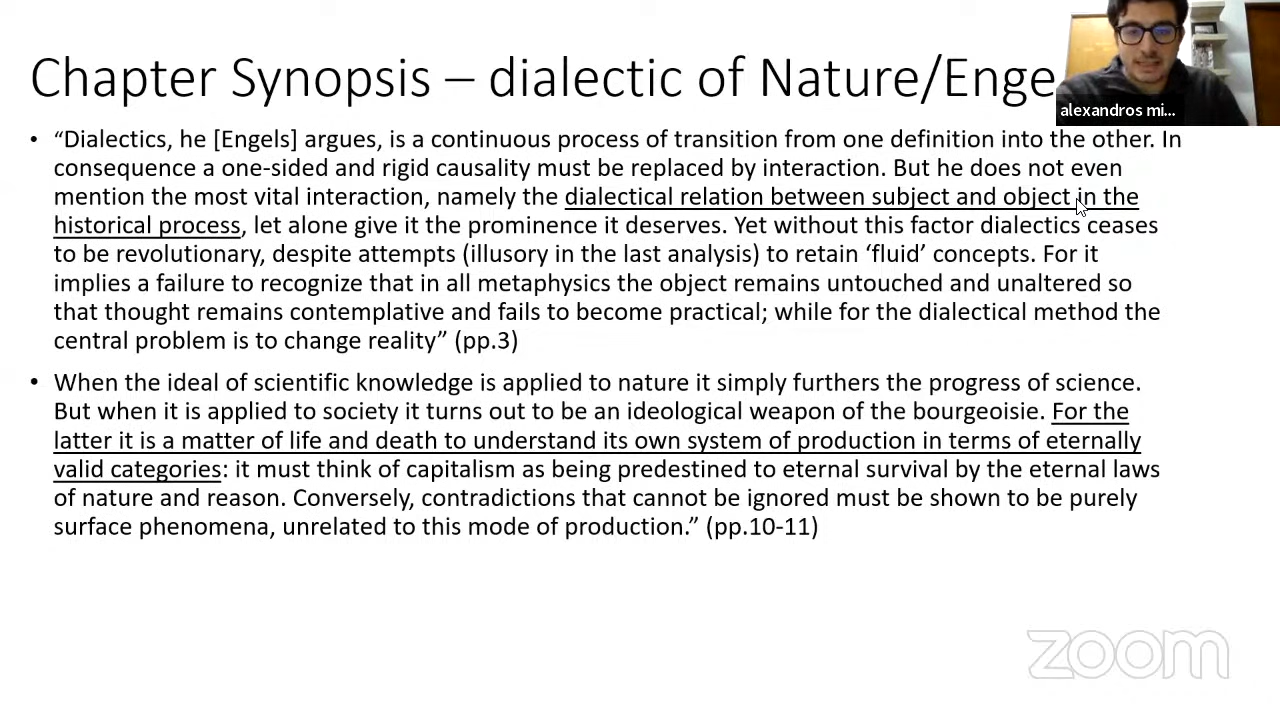 Chapter Synopsis – dialectic of Nature/Enge
alexandros mi...
• “Dialectics, he [Engels] argues, is a continuous process of transition from one definition into the other. In
consequence a one-sided and rigid causality must be replaced by interaction. But he does not even
mention the most vital interaction, namely the dialectical relation between subject and object in the
historical process, let alone give it the prominence it deserves. Yet without this factor dialectics ceases
to be revolutionary, despite attempts (illusory in the last analysis) to retain ‘fluid’ concepts. For it
implies a failure to recognize that in all metaphysics the object remains untouched and unaltered so
that thought remains contemplative and fails to become practical; while for the dialectical method the
central problem is to change reality” (pp.3)
• When the ideal of scientific knowledge is applied to nature it simply furthers the progress of science.
But when it is applied to society it turns out to be an ideological weapon of the bourgeoisie. For the
latter it is a matter of life and death to understand its own system of production in terms of eternally
valid categories: it must think of capitalism as being predestined to eternal survival by the eternal laws
of nature and reason. Conversely, contradictions that cannot be ignored must be shown to be purely
surface phenomena, unrelated to this mode of production.” (pp.10-11)
zoom